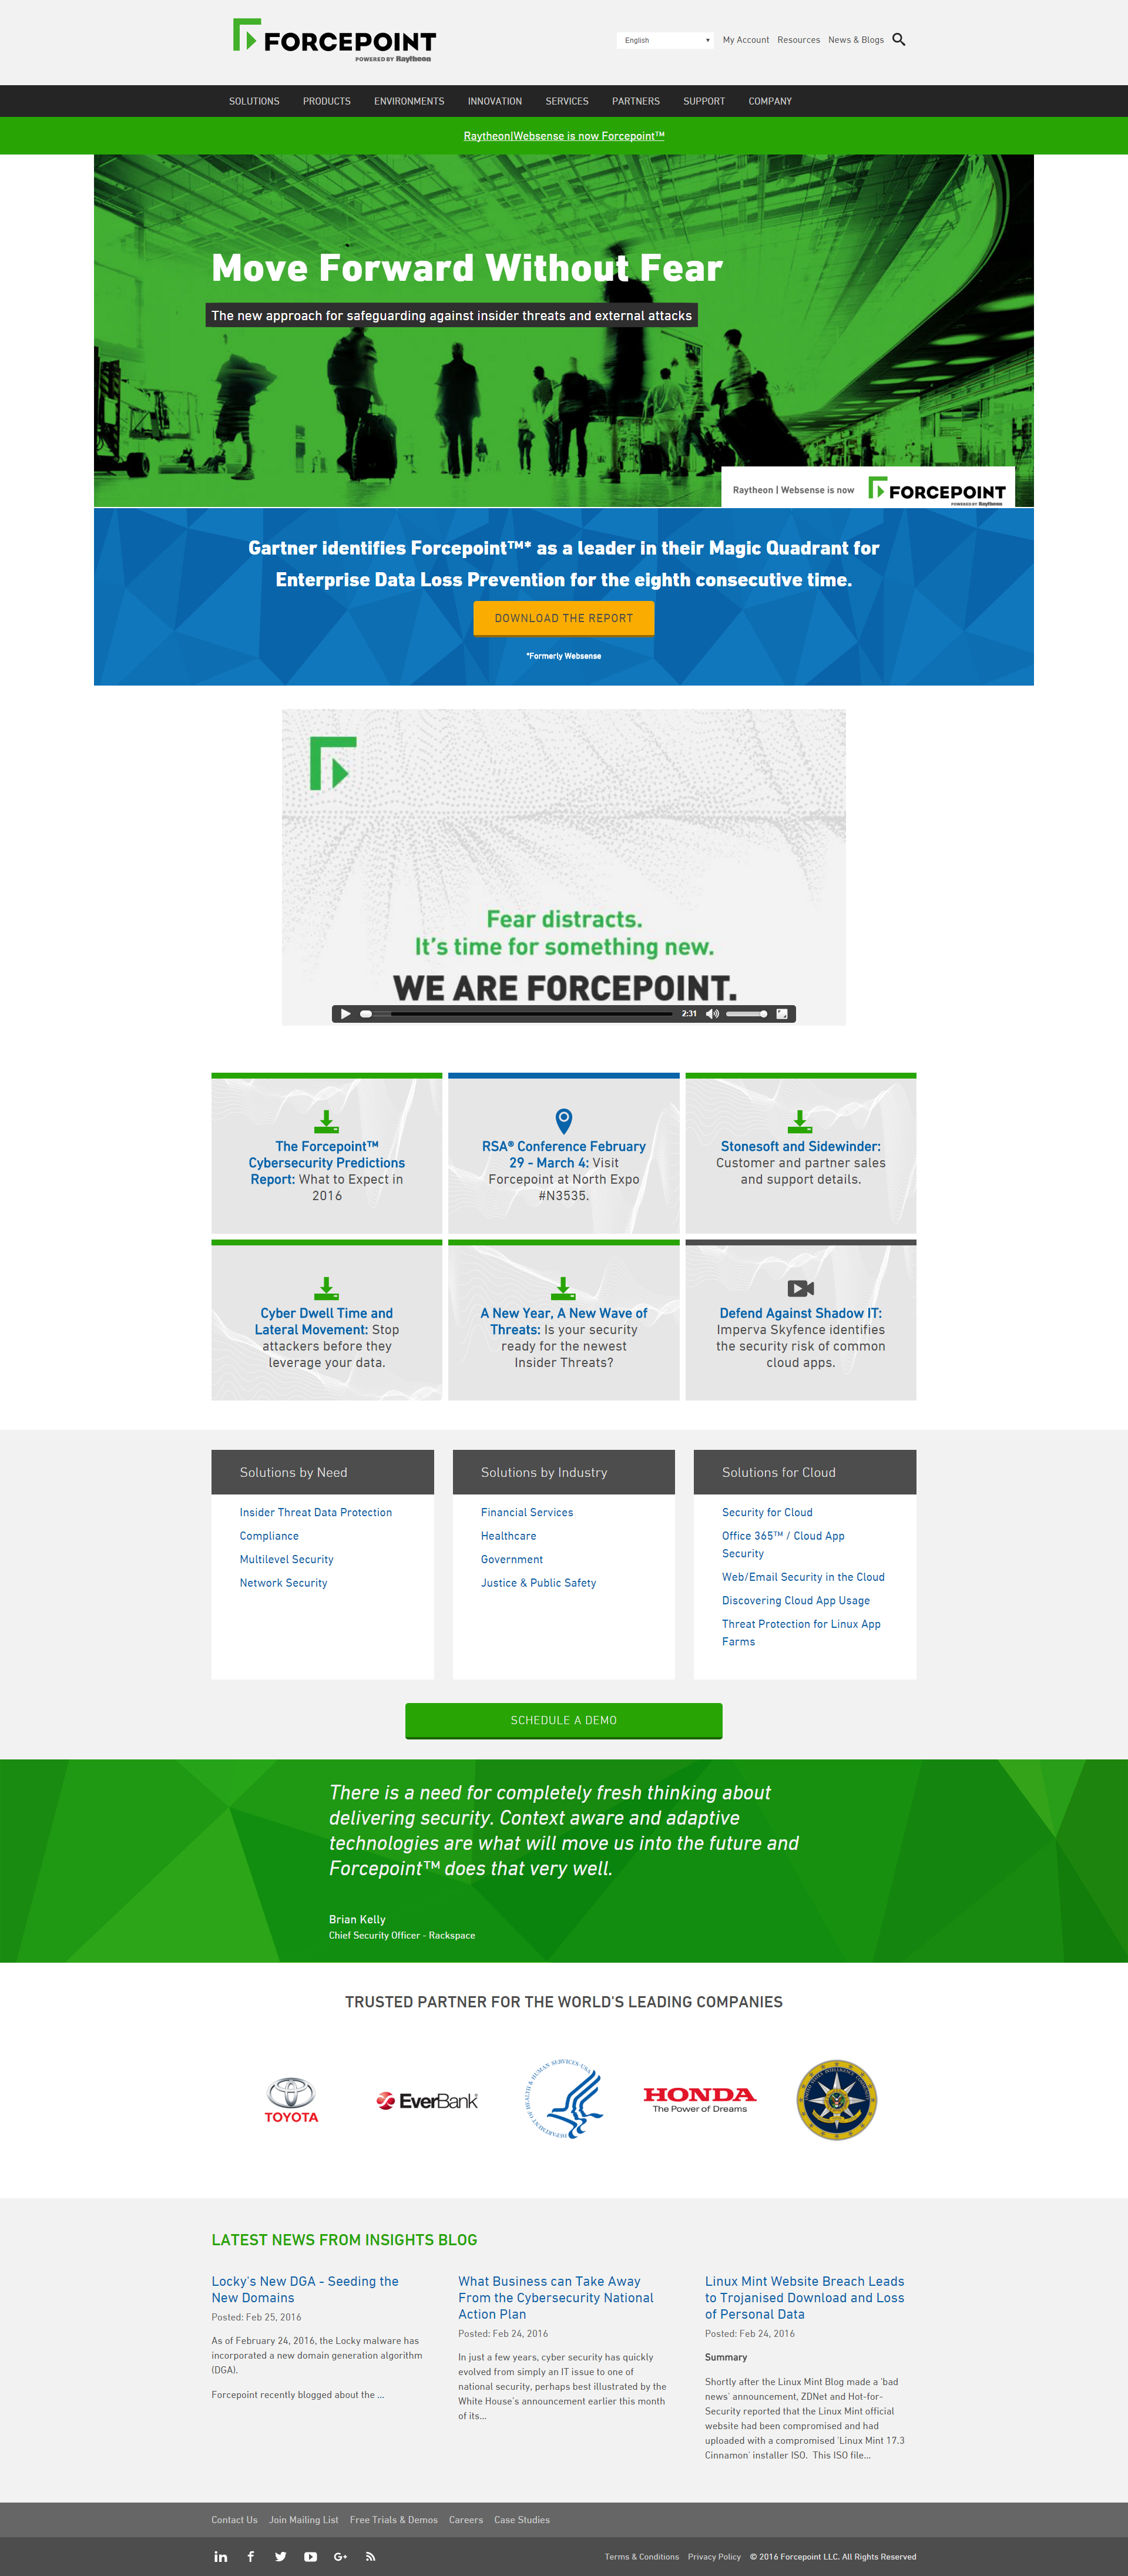 FORCEPOINT
POWERED BY Raytheon
English
My Account Resources News & Blogs
SOLUTIONS PRODUCTS ENVIRONMENTS INNOVATION SERVICES PARTNERS SUPPORT COMPANY
Raytheon|Websense is now Forcepoint™
Move Forward Without Fear
The new approach for safeguarding against insider threats and external attacks
Raytheon | Websense is now FORCEPOINT
POWERED BY Raytheon
Gartner identifies Forcepoint™* as a leader in their Magic Quadrant for
Enterprise Data Loss Prevention for the eighth consecutive time.
DOWNLOAD THE REPORT
*Formerly Websense
Fear distracts.
It's time for something new.
WE ARE FORCEPOINT.
2:31
The Forcepoint™
Cybersecurity Predictions
Report: What to Expect in
2016
RSA® Conference February
29 - March 4: Visit
Forcepoint at North Expo
#N3535.
Stonesoft and Sidewinder:
Customer and partner sales
and support details.
Cyber Dwell Time and
Lateral Movement: Stop
attackers before they
leverage your data.
A New Year, A New Wave of
Threats: Is your security
ready for the newest
Insider Threats?
Defend Against Shadow IT:
Imperva Skyfence identifies
the security risk of common
cloud apps.
Solutions by Need
Insider Threat Data Protection
Compliance
Multilevel Security
Network Security
Solutions by Industry
Financial Services
Healthcare
Government
Justice & Public Safety
Solutions for Cloud
Security for Cloud
Office 365™ / Cloud App
Security
Web/Email Security in the Cloud
Discovering Cloud App Usage
Threat Protection for Linux App
Farms
SCHEDULE A DEMO
There is a need for completely fresh thinking about
delivering security. Context aware and adaptive
technologies are what will move us into the future and
Forcepoint™ does that very well.
Brian Kelly
Chief Security Officer - Rackspace
TRUSTED PARTNER FOR THE WORLD'S LEADING COMPANIES
TOYOTA
EverBank
DEPARTMENT OF HEALTH & HUMAN SERVICES · USA
HONDA
The Power of Dreams
LATEST NEWS FROM INSIGHTS BLOG
Locky's New DGA - Seeding the
New Domains
Posted: Feb 25, 2016
As of February 24, 2016, the Locky malware has
incorporated a new domain generation algorithm
(DGA).
Forcepoint recently blogged about the ...
What Business can Take Away
From the Cybersecurity National
Action Plan
Posted: Feb 24, 2016
In just a few years, cyber security has quickly
evolved from simply an IT issue to one of
national security, perhaps best illustrated by the
White House's announcement earlier this month
of its...
Linux Mint Website Breach Leads
to Trojanised Download and Loss
of Personal Data
Posted: Feb 24, 2016
Summary
Shortly after the Linux Mint Blog made a 'bad
news' announcement, ZDNet and Hot-for-
Security reported that the Linux Mint official
website had been compromised and had
uploaded with a compromised 'Linux Mint 17.3
Cinnamon' installer ISO. This ISO file...
Contact Us Join Mailing List Free Trials & Demos Careers Case Studies
Terms & Conditions Privacy Policy © 2016 Forcepoint LLC. All Rights Reserved